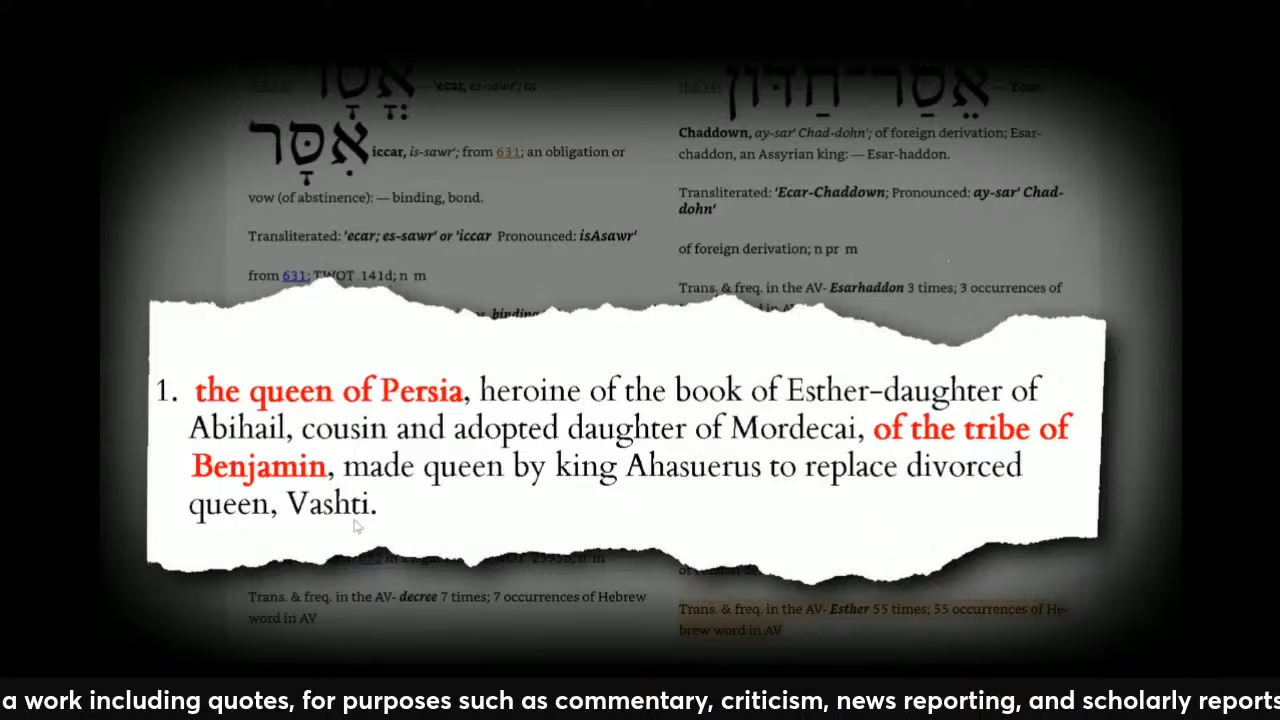 אֱסָר — 'ecar, es-sawr'; or
אִסָּר iccar, is-sawr'; from 631; an obligation or
vow (of abstinence): — binding, bond.
Transliterated: 'ecar; es-sawr' or 'iccar Pronounced: isAsawr'
from 631; TWOT 141d; n m
binding
אֵסַר־חַדּוֹן
Chaddown, ay-sar' Chad-dohn'; of foreign derivation; Esar-
chaddon, an Assyrian king: — Esar-haddon.
Transliterated: 'Ecar-Chaddown; Pronounced: ay-sar' Chad-
dohn'
of foreign derivation; n pr m
Trans. & freq. in the AV- Esarhaddon 3 times; 3 occurrences of
1. the queen of Persia, heroine of the book of Esther-daughter of
Abihail, cousin and adopted daughter of Mordecai, of the tribe of
Benjamin, made queen by king Ahasuerus to replace divorced
queen, Vashti.
Trans. & freq. in the AV- decree 7 times; 7 occurrences of Hebrew
word in AV
Trans. & freq. in the AV- Esther 55 times; 55 occurrences of He-
brew word in AV
a work including quotes, for purposes such as commentary, criticism, news reporting, and scholarly reports